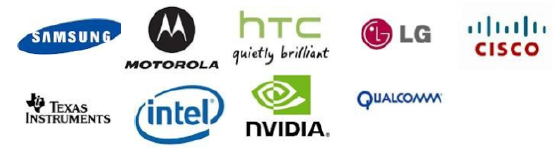 SAMSUNG
MOTOROLA
hTC
quietly brilliant
LG
CISCO
TEXAS
INSTRUMENTS
intel
NVIDIA.
QUALCOMM